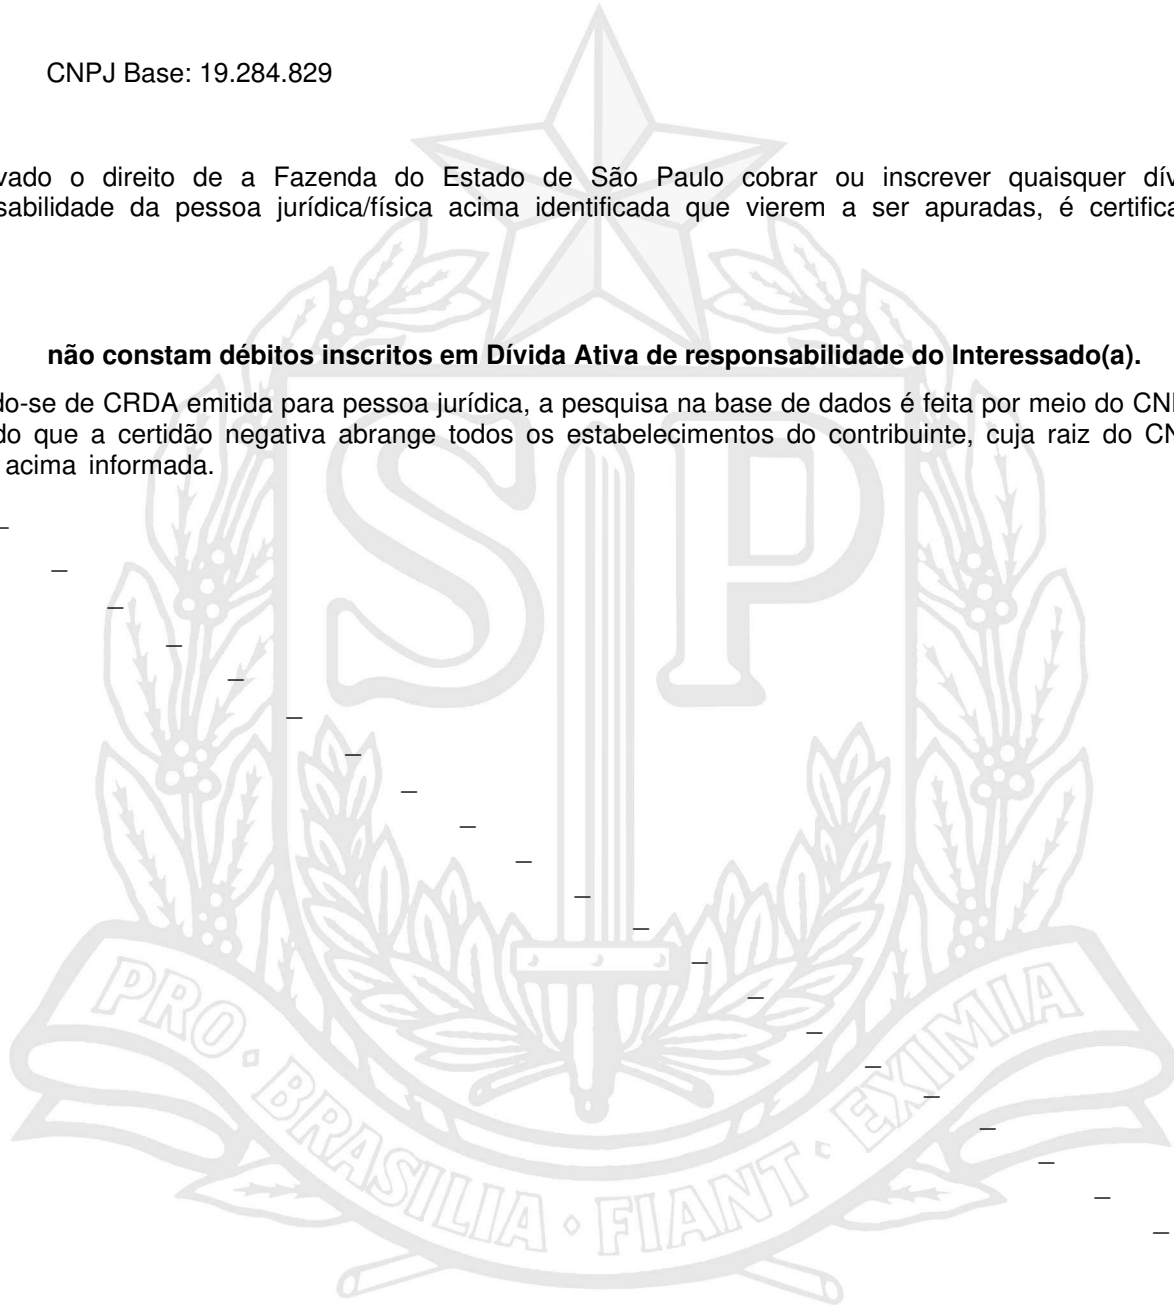 CNPJ Base: 19.284.829
vado o direito de a Fazenda do Estado de São Paulo cobrar ou inscrever quaisquer dív
sabilidade da pessoa jurídica/física acima identificada que vierem a ser apuradas, é certifica
não constam débitos inscritos em Dívida Ativa de responsabilidade do Interessado(a).
do-se de CRDA emitida para pessoa jurídica, a pesquisa na base de dados é feita por meio do CN
do que a certidão negativa abrange todos os estabelecimentos do contribuinte, cuja raiz do CN
acima informada.
SP
PRO • BRASILIA • FIANT • EXIMIA